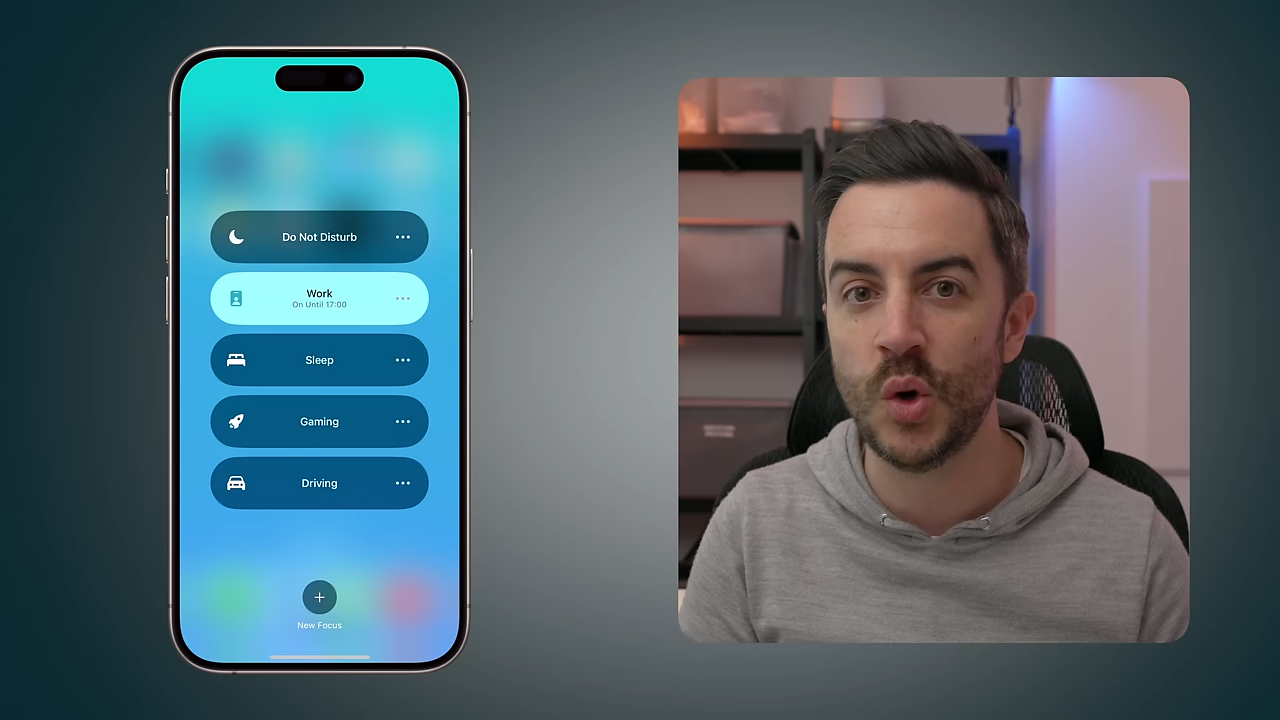 Do Not Disturb
Work
On Until 17:00
Sleep
Gaming
Driving
New Focus